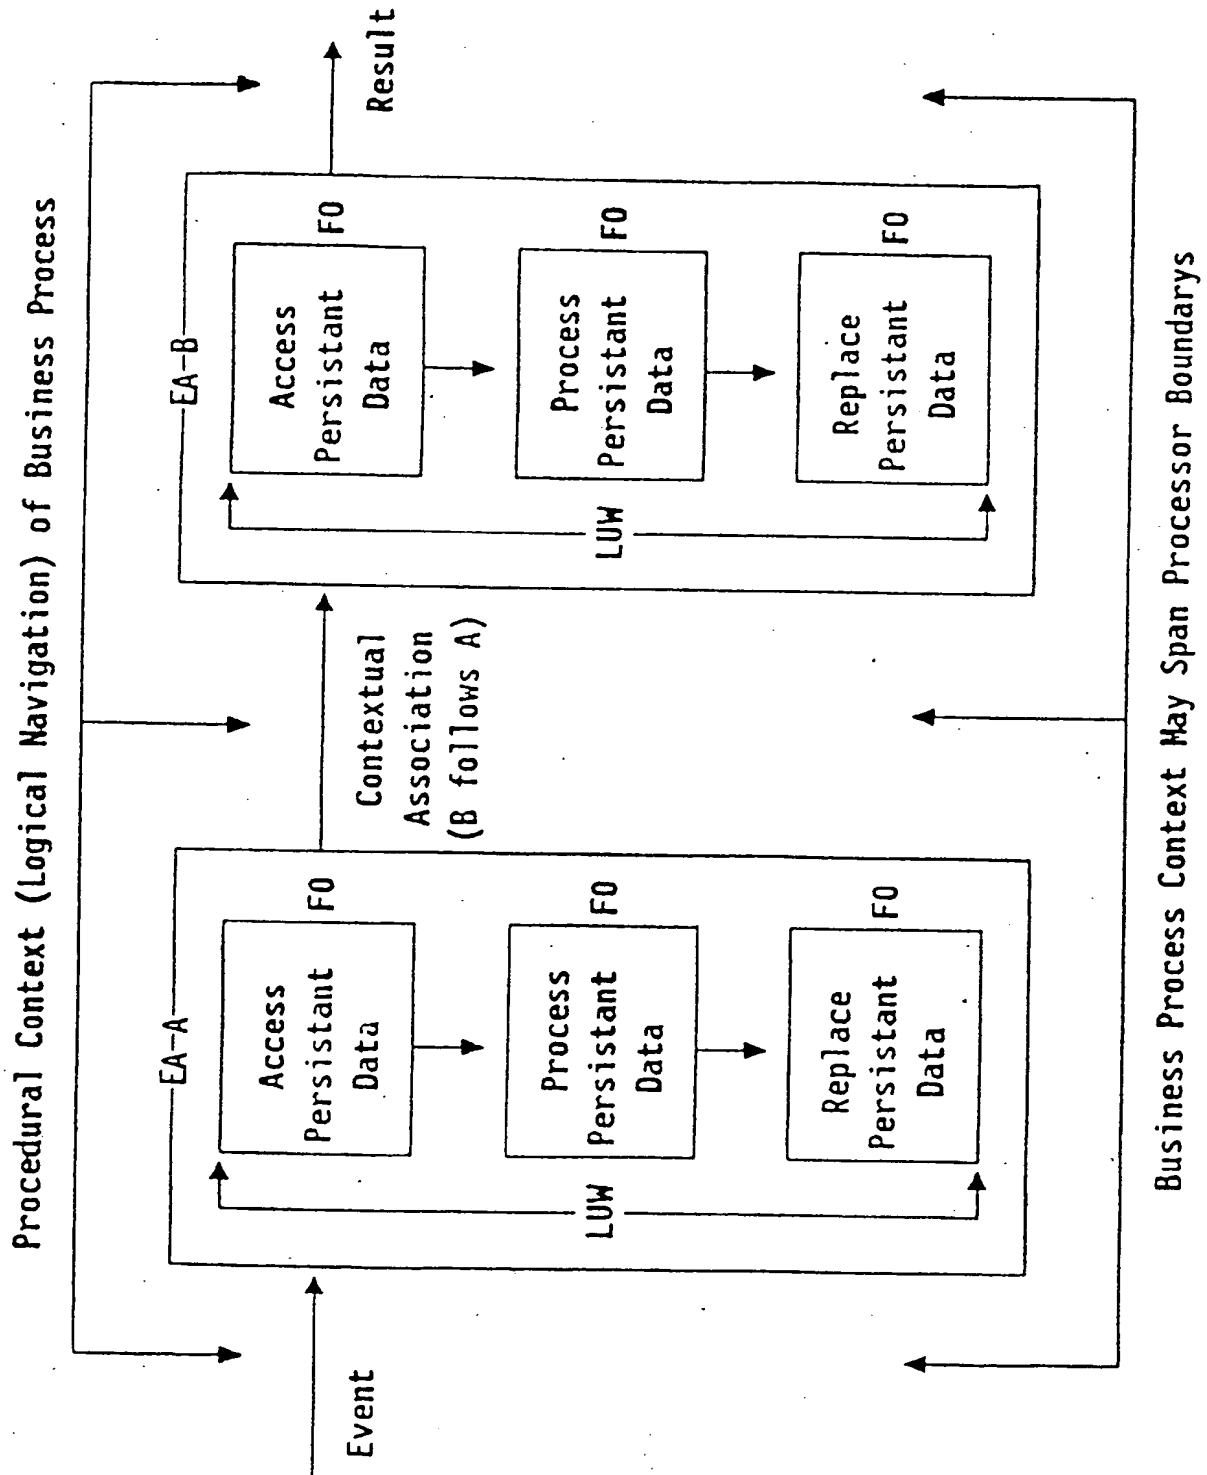 Procedural Context (Logical Navigation) of Business Process
EA-A
EA-B
Access
Persistant
Data
FO
Process
Persistant
Data
FO
Replace
Persistant
Data
FO
LUW
Event
Contextual
Association
(B follows A)
Access
Persistant
Data
FO
Process
Persistant
Data
FO
Replace
Persistant
Data
FO
LUW
Result
Business Process Context May Span Processor Boundarys